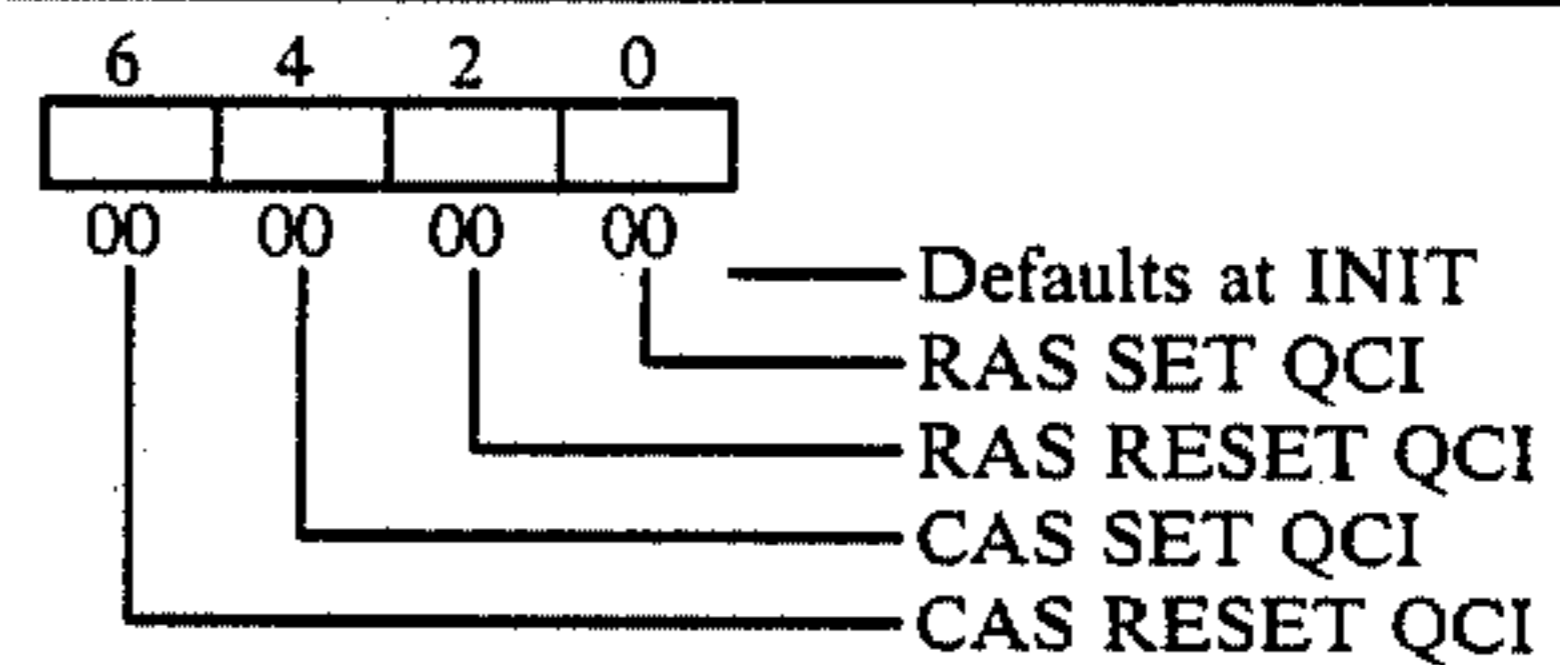 6 4 2 0
00 00 00 00
Defaults at INIT
RAS SET QCI
RAS RESET QCI
CAS SET QCI
CAS RESET QCI